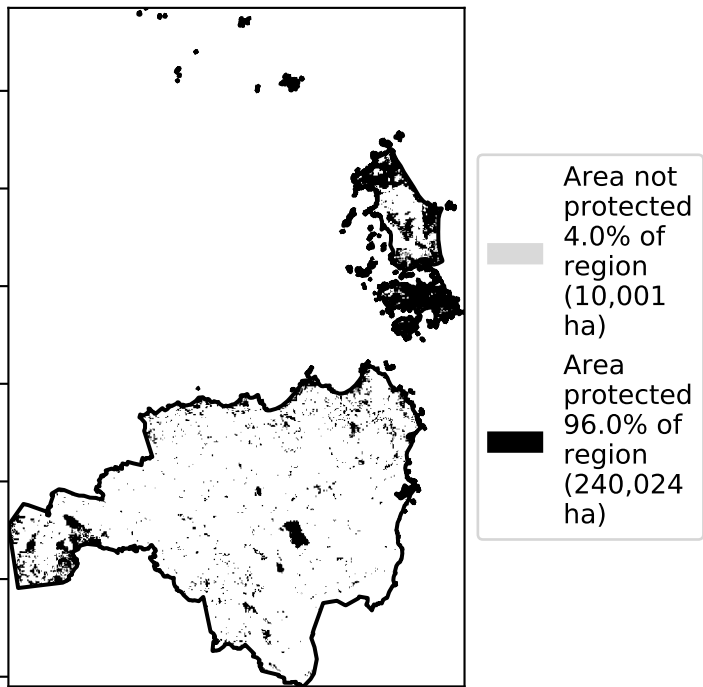 Area not
protected
4.0% of
region
(10,001
ha)
Area
protected
96.0% of
region
(240,024
ha)